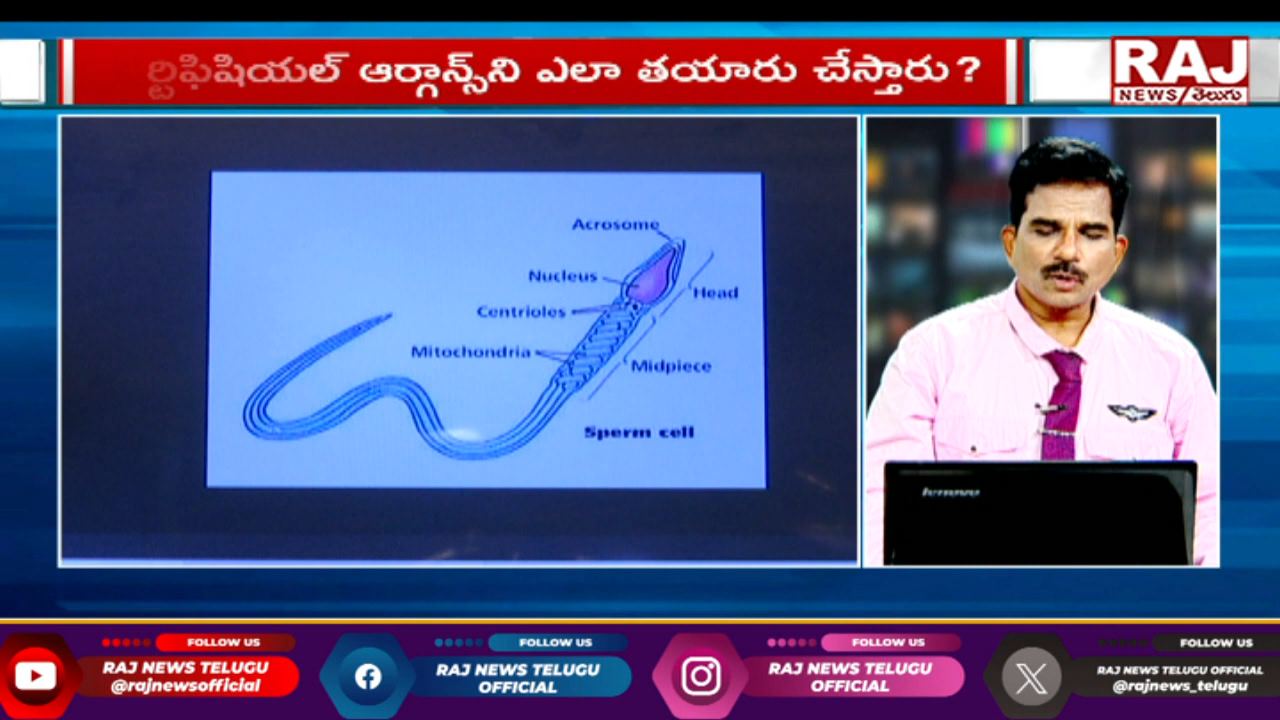 ర్టిఫిషియల్ ఆర్గాన్స్‌ని ఎలా తయారు చేస్తారు?
RAJ
NEWS తెలుగు
Acrosome
Nucleus
Head
Centrioles
Mitochondria
Midpiece
Sperm cell
lenovo
FOLLOW US
RAJ NEWS TELUGU
@rajnewsofficial
FOLLOW US
RAJ NEWS TELUGU
OFFICIAL
FOLLOW US
RAJ NEWS TELUGU
OFFICIAL
FOLLOW US
RAJ NEWS TELUGU OFFICIAL
@rajnews_telugu